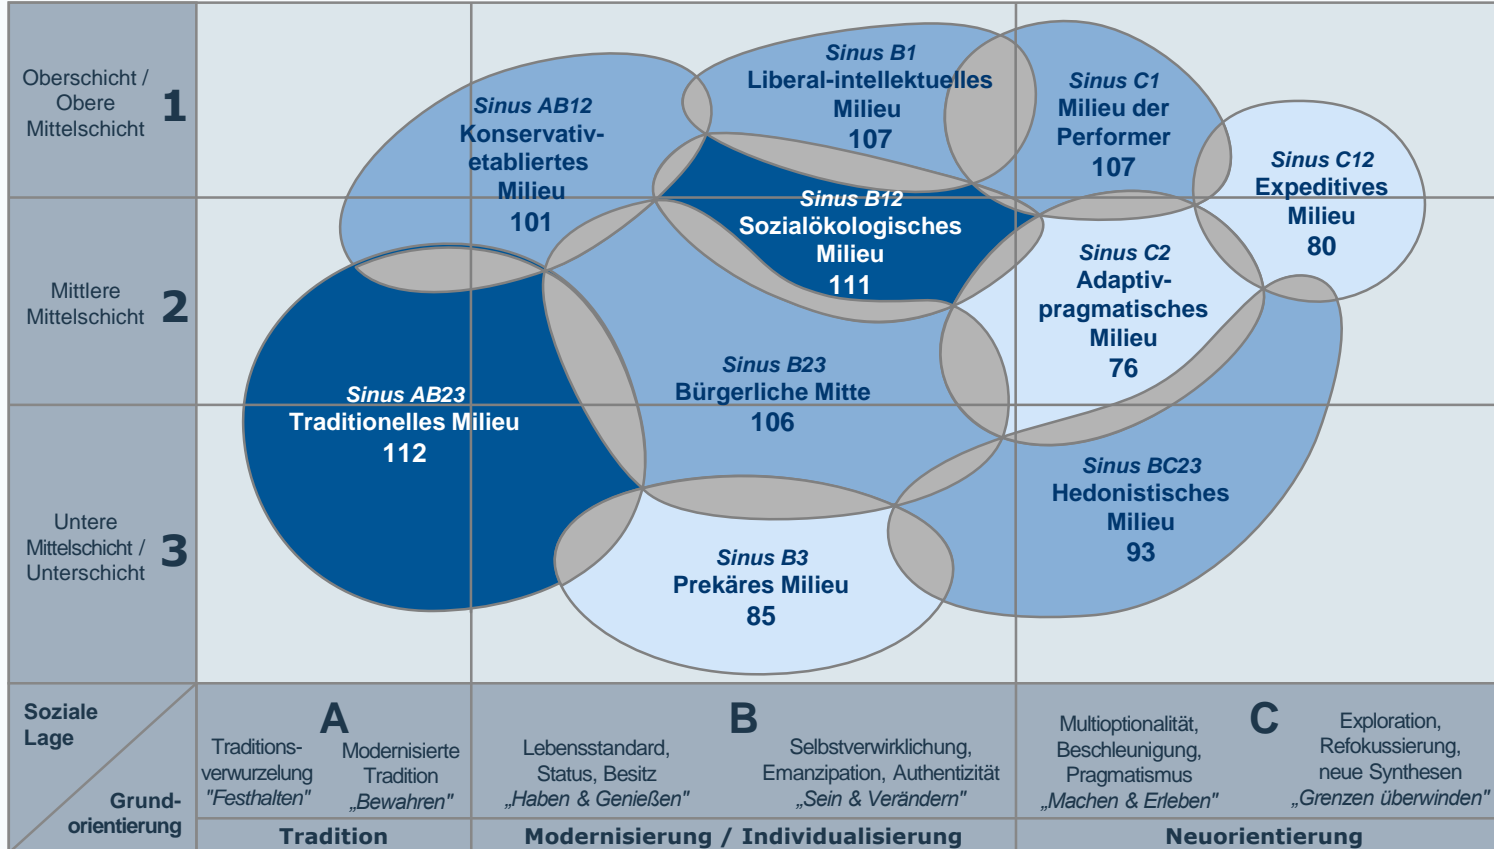 Oberschicht /
Obere
Mittelschicht
1
Mittlere
Mittelschicht
2
Untere
Mittelschicht /
Unterschicht
3
Sinus AB12
Konservativ-
etabliertes
Milieu
101
Sinus B1
Liberal-intellektuelles
Milieu
107
Sinus C1
Milieu der
Performer
107
Sinus C12
Expeditives
Milieu
80
Sinus B12
Sozialökologisches
Milieu
111
Sinus C2
Adaptiv-
pragmatisches
Milieu
76
Sinus AB23
Traditionelles Milieu
112
Sinus B23
Bürgerliche Mitte
106
Sinus BC23
Hedonistisches
Milieu
93
Sinus B3
Prekäres Milieu
85
Soziale
Lage
Grund-
orientierung
A
Traditions-
verwurzelung
"Festhalten"
Modernisierte
Tradition
„Bewahren"
B
Lebensstandard,
Status, Besitz
„Haben & Genießen"
Selbstverwirklichung,
Emanzipation, Authentizität
„Sein & Verändern"
C
Multioptionalität,
Beschleunigung,
Pragmatismus
„Machen & Erleben"
Exploration,
Refokussierung,
neue Synthesen
„Grenzen überwinden"
Tradition
Modernisierung / Individualisierung
Neuorientierung